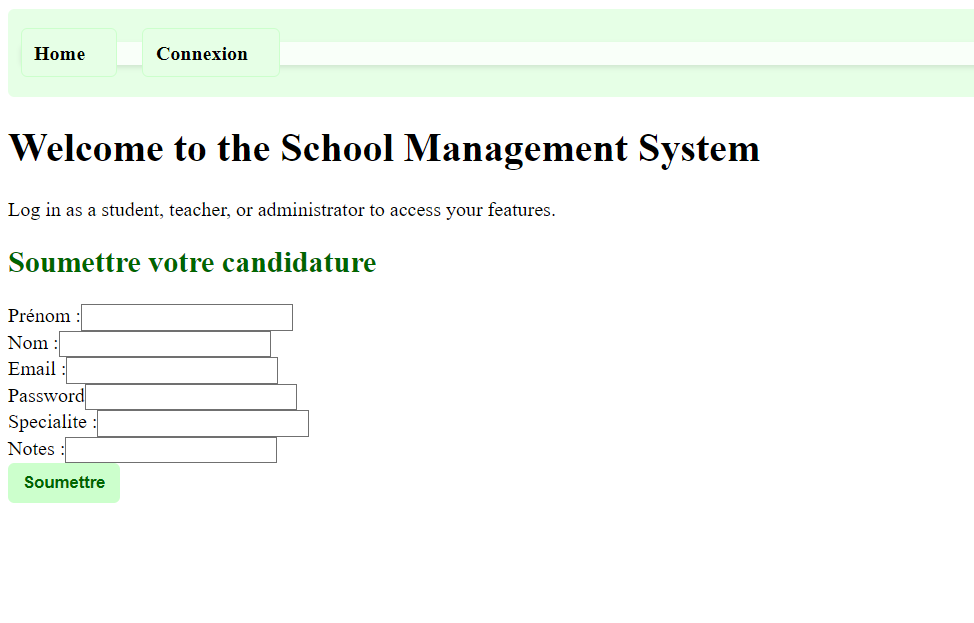 Home Connexion
Welcome to the School Management System
Log in as a student, teacher, or administrator to access your features.
Soumettre votre candidature
Prénom :
Nom :
Email :
Password
Specialite :
Notes :
Soumettre